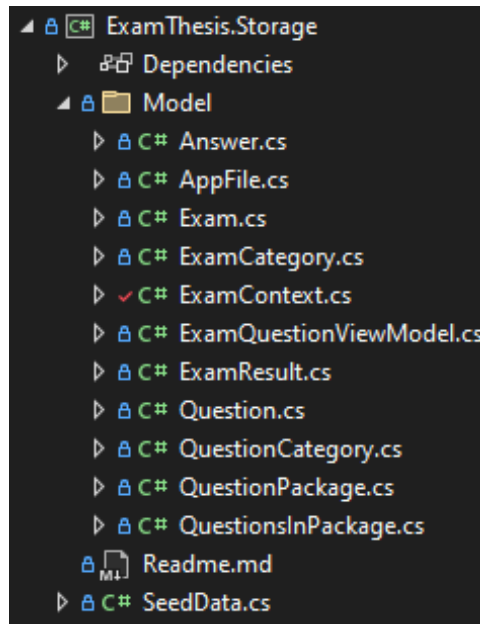 C# ExamThesis.Storage
Dependencies
Model
C# Answer.cs
C# AppFile.cs
C# Exam.cs
C# ExamCategory.cs
C# ExamContext.cs
C# ExamQuestionViewModel.cs
C# ExamResult.cs
C# Question.cs
C# QuestionCategory.cs
C# QuestionPackage.cs
C# QuestionsInPackage.cs
M↓ Readme.md
C# SeedData.cs